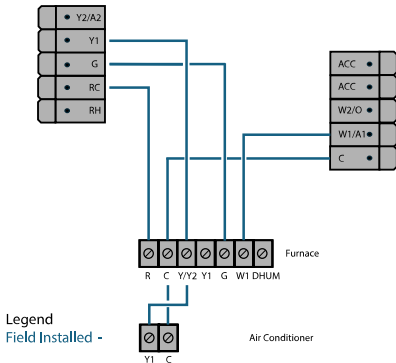 Y2/A2
Y1
G
RC
RH
ACC
ACC
W2/O
W1/A1
C
Furnace
R C Y/Y2 Y1 G W1 DHUM
Legend
Field Installed -
Air Conditioner
Y1 C